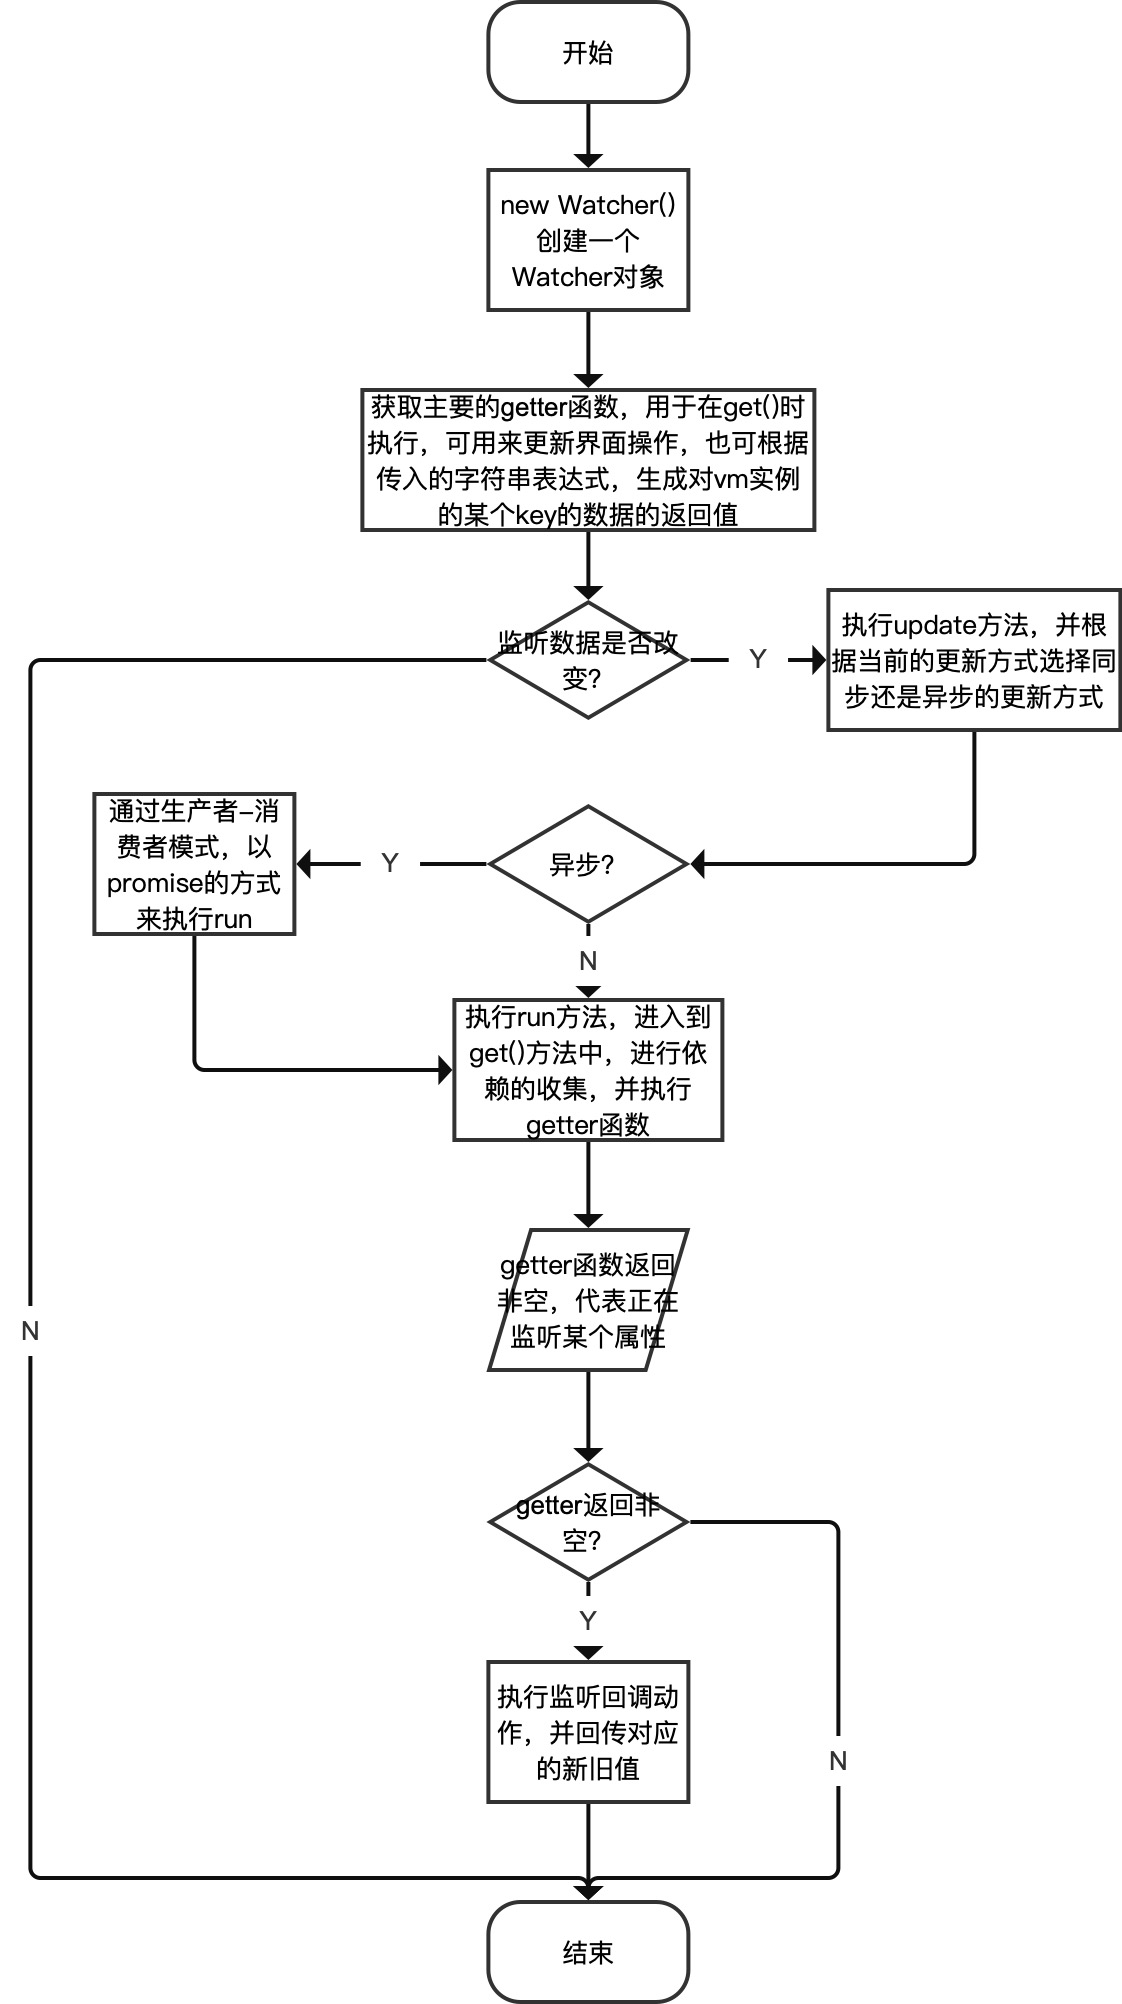 开始
new Watcher()
创建一个
Watcher对象
获取主要的getter函数，用于在get()时
执行，可用来更新界面操作，也可根据
传入的字符串表达式，生成对vm实例
的某个key的数据的返回值
监听数据是否改
变?
Y
执行update方法，并根
据当前的更新方式选择同
步还是异步的更新方式
通过生产者-消
费者模式，以
promise的方式
来执行run
Y
异步?
N
执行run方法，进入到
get()方法中，进行依
赖的收集，并执行
getter函数
getter函数返回
非空，代表正在
监听某个属性
N
getter返回非
空?
Y
执行监听回调动
作，并回传对应
的新旧值
N
结束